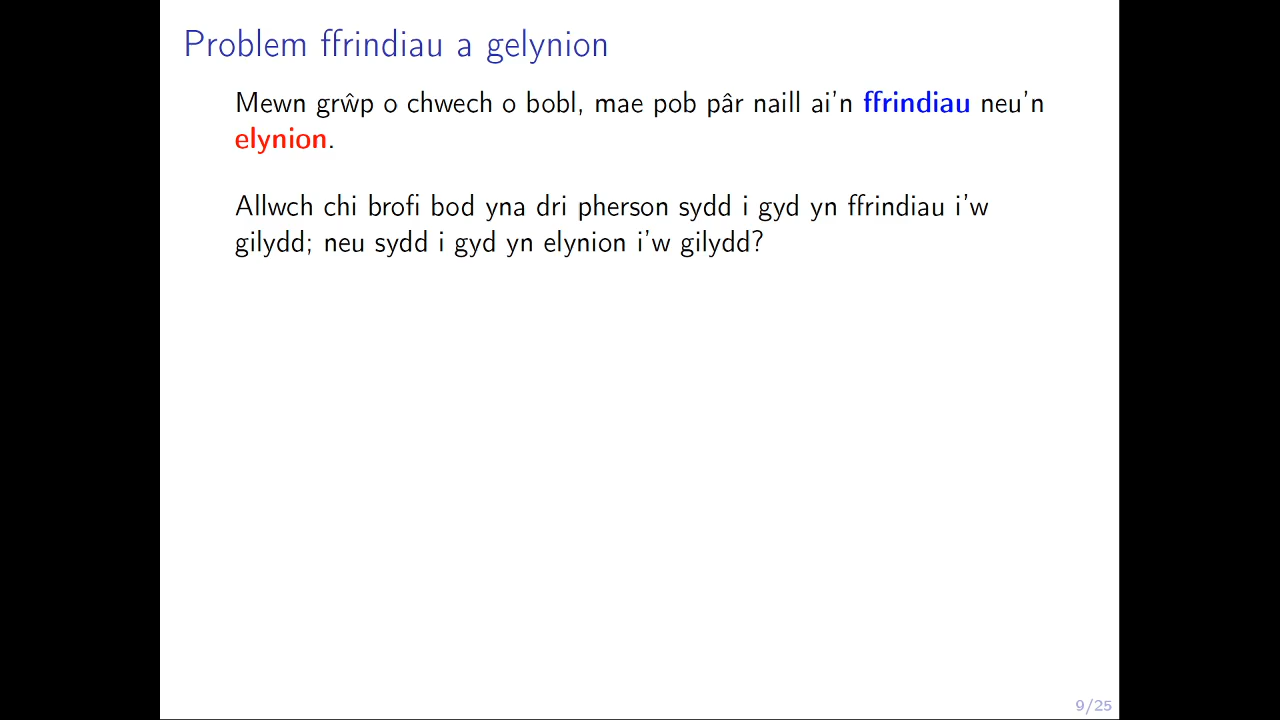 Problem ffrindiau a gelynion
Mewn grŵp o chwech o bobl, mae pob pâr naill ai'n ffrindiau neu'n
elynion.
Allwch chi brofi bod yna dri pherson sydd i gyd yn ffrindiau i'w
gilydd; neu sydd i gyd yn elynion i'w gilydd?
9/25